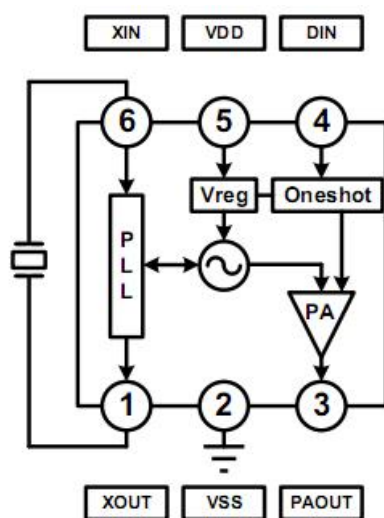 XIN VDD DIN
6 5 4
Vreg Oneshot
P
L
L
PA
1 2 3
XOUT VSS PAOUT